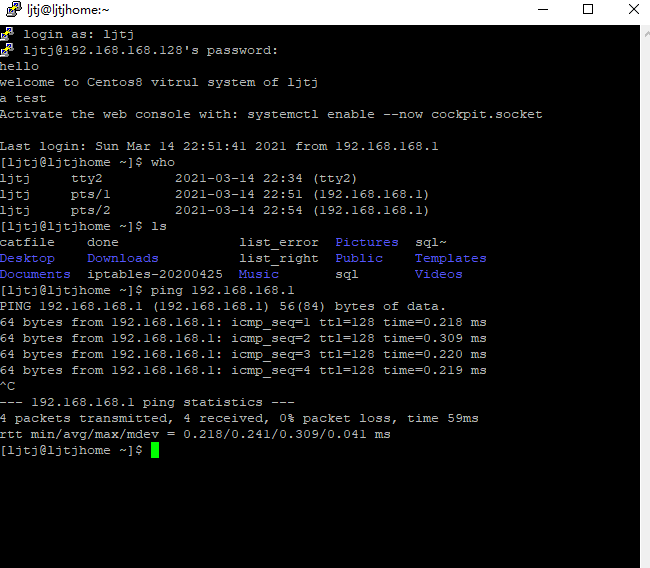 ljtj@ljtjhome:~
login as: ljtj
ljtj@192.168.168.128's password:
hello
welcome to Centos8 vitrul system of ljtj
a test
Activate the web console with: systemctl enable --now cockpit.socket
Last login: Sun Mar 14 22:51:41 2021 from 192.168.168.1
[ljtj@ljtjhome ~]$ who
ljtj     tty2         2021-03-14 22:34 (tty2)
ljtj     pts/1        2021-03-14 22:51 (192.168.168.1)
ljtj     pts/2        2021-03-14 22:54 (192.168.168.1)
[ljtj@ljtjhome ~]$ ls
catfile    done               list_error  Pictures  sql~
Desktop    Downloads          list_right  Public    Templates
Documents  iptables-20200425  Music       sql       Videos
[ljtj@ljtjhome ~]$ ping 192.168.168.1
PING 192.168.168.1 (192.168.168.1) 56(84) bytes of data.
64 bytes from 192.168.168.1: icmp_seq=1 ttl=128 time=0.218 ms
64 bytes from 192.168.168.1: icmp_seq=2 ttl=128 time=0.309 ms
64 bytes from 192.168.168.1: icmp_seq=3 ttl=128 time=0.220 ms
64 bytes from 192.168.168.1: icmp_seq=4 ttl=128 time=0.219 ms
^C
--- 192.168.168.1 ping statistics ---
4 packets transmitted, 4 received, 0% packet loss, time 59ms
rtt min/avg/max/mdev = 0.218/0.241/0.309/0.041 ms
[ljtj@ljtjhome ~]$